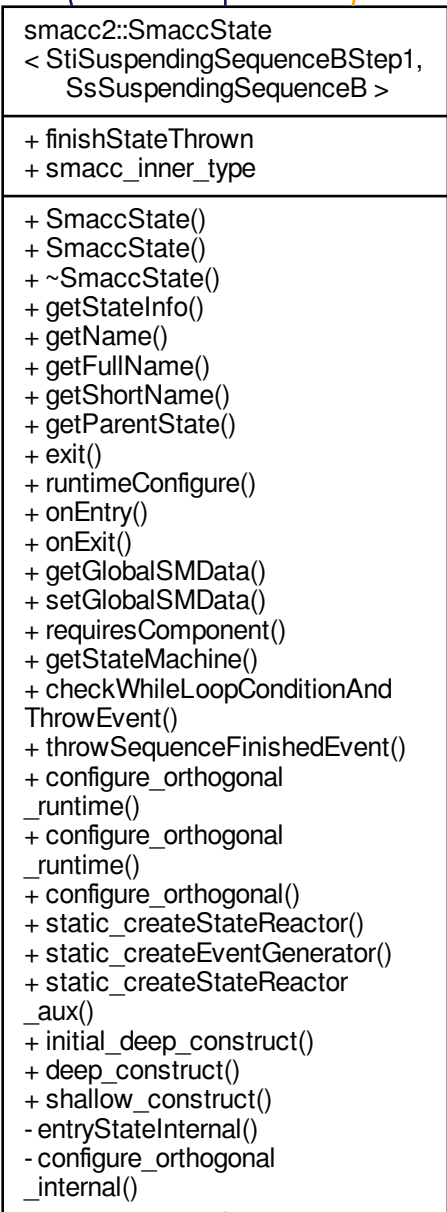 smacc2::SmaccState
< StiSuspendingSequenceBStep1,
SsSuspendingSequenceB >
+ finishStateThrown
+ smacc_inner_type
+ SmaccState()
+ SmaccState()
+ ~SmaccState()
+ getStateInfo()
+ getName()
+ getFullName()
+ getShortName()
+ getParentState()
+ exit()
+ runtimeConfigure()
+ onEntry()
+ onExit()
+ getGlobalSMData()
+ setGlobalSMData()
+ requiresComponent()
+ getStateMachine()
+ checkWhileLoopConditionAnd
ThrowEvent()
+ throwSequenceFinishedEvent()
+ configure_orthogonal
_runtime()
+ configure_orthogonal
_runtime()
+ configure_orthogonal()
+ static_createStateReactor()
+ static_createEventGenerator()
+ static_createStateReactor
_aux()
+ initial_deep_construct()
+ deep_construct()
+ shallow_construct()
- entryStateInternal()
- configure_orthogonal
_internal()